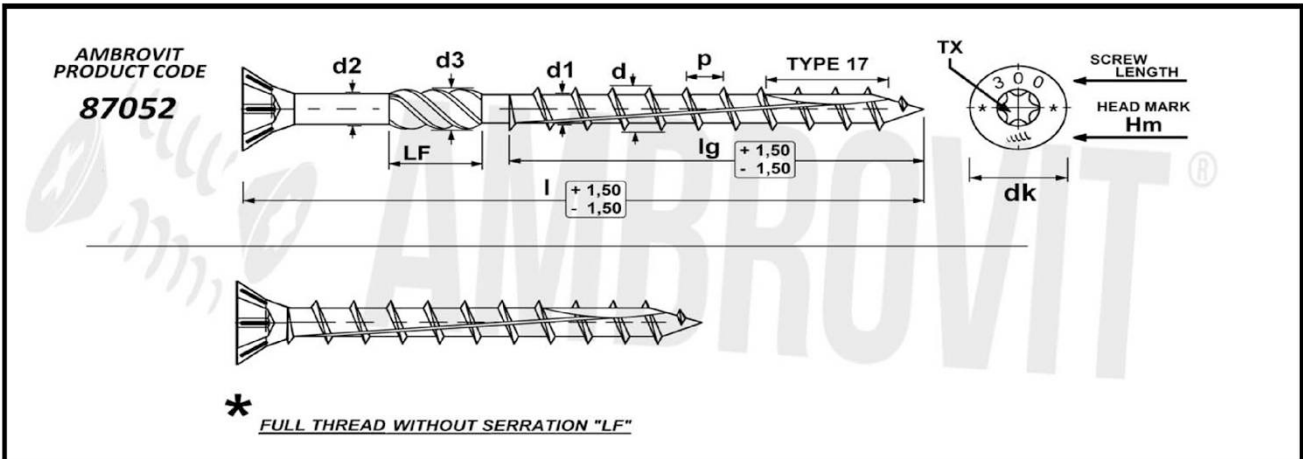 AMBROVIT
PRODUCT CODE
87052
d2
d3
d1
d
p
TYPE 17
TX
300
* *
SCREW
LENGTH
HEAD MARK
Hm
LF
lg
+ 1,50
- 1,50
l
+ 1,50
- 1,50
dk
AMBROVIT®
* FULL THREAD WITHOUT SERRATION "LF"